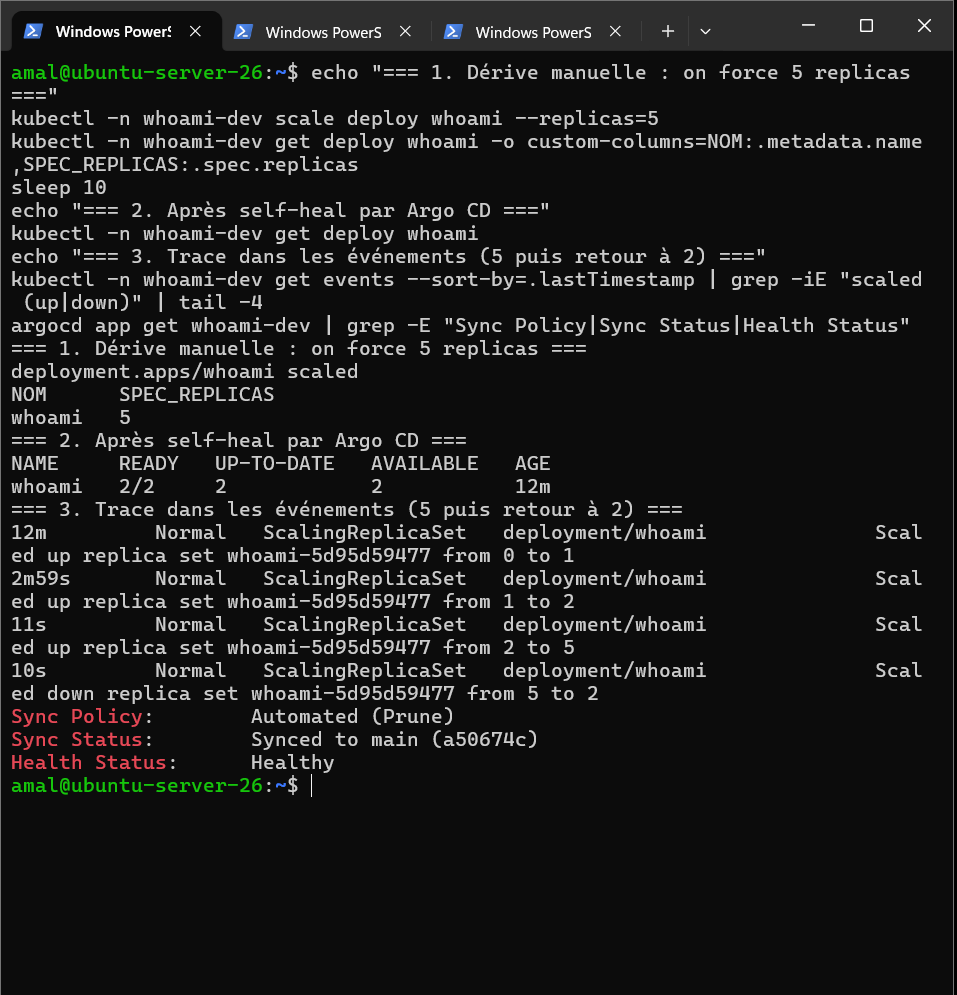 Windows PowerS
Windows PowerS
Windows PowerS
amal@ubuntu-server-26:~$ echo "=== 1. Dérive manuelle : on force 5 replicas
==="
kubectl -n whoami-dev scale deploy whoami --replicas=5
kubectl -n whoami-dev get deploy whoami -o custom-columns=NOM:.metadata.name
,SPEC_REPLICAS:.spec.replicas
sleep 10
echo "=== 2. Après self-heal par Argo CD ==="
kubectl -n whoami-dev get deploy whoami
echo "=== 3. Trace dans les événements (5 puis retour à 2) ==="
kubectl -n whoami-dev get events --sort-by=.lastTimestamp | grep -iE "scaled
 (up|down)" | tail -4
argocd app get whoami-dev | grep -E "Sync Policy|Sync Status|Health Status"
=== 1. Dérive manuelle : on force 5 replicas ===
deployment.apps/whoami scaled
NOM      SPEC_REPLICAS
whoami   5
=== 2. Après self-heal par Argo CD ===
NAME     READY   UP-TO-DATE   AVAILABLE   AGE
whoami   2/2     2            2           12m
=== 3. Trace dans les événements (5 puis retour à 2) ===
12m         Normal   ScalingReplicaSet   deployment/whoami              Scal
ed up replica set whoami-5d95d59477 from 0 to 1
2m59s       Normal   ScalingReplicaSet   deployment/whoami              Scal
ed up replica set whoami-5d95d59477 from 1 to 2
11s         Normal   ScalingReplicaSet   deployment/whoami              Scal
ed up replica set whoami-5d95d59477 from 2 to 5
10s         Normal   ScalingReplicaSet   deployment/whoami              Scal
ed down replica set whoami-5d95d59477 from 5 to 2
Sync Policy:        Automated (Prune)
Sync Status:        Synced to main (a50674c)
Health Status:      Healthy
amal@ubuntu-server-26:~$